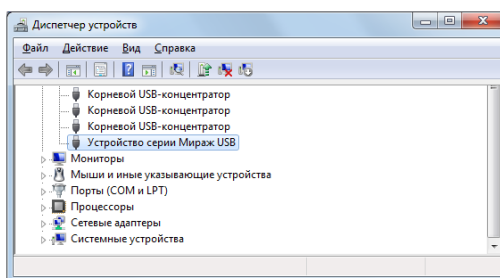 Диспетчер устройств
Файл Действие Вид Справка
Корневой USB-концентратор
Корневой USB-концентратор
Корневой USB-концентратор
Устройство серии Мираж USB
Мониторы
Мыши и иные указывающие устройства
Порты (COM и LPT)
Процессоры
Сетевые адаптеры
Системные устройства